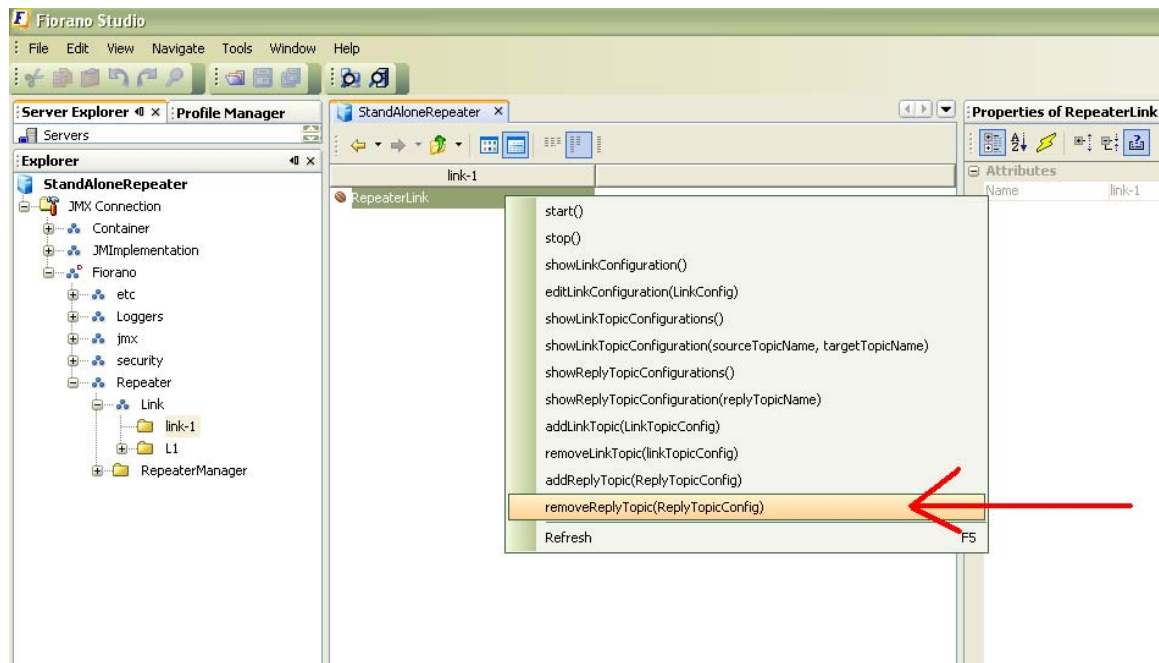 Fiorano Studio
File Edit View Navigate Tools Window Help
Server Explorer
Profile Manager
Servers
Explorer
StandAloneRepeater
JMX Connection
Container
JMImplementation
Fiorano
etc
Loggers
jmx
security
Repeater
Link
link-1
L1
RepeaterManager
StandAloneRepeater
link-1
RepeaterLink
start()
stop()
showLinkConfiguration()
editLinkConfiguration(LinkConfig)
showLinkTopicConfigurations()
showLinkTopicConfiguration(sourceTopicName, targetTopicName)
showReplyTopicConfigurations()
showReplyTopicConfiguration(replyTopicName)
addLinkTopic(LinkTopicConfig)
removeLinkTopic(linkTopicConfig)
addReplyTopic(ReplyTopicConfig)
removeReplyTopic(ReplyTopicConfig)
Refresh F5
Properties of RepeaterLink
Attributes
Name link-1